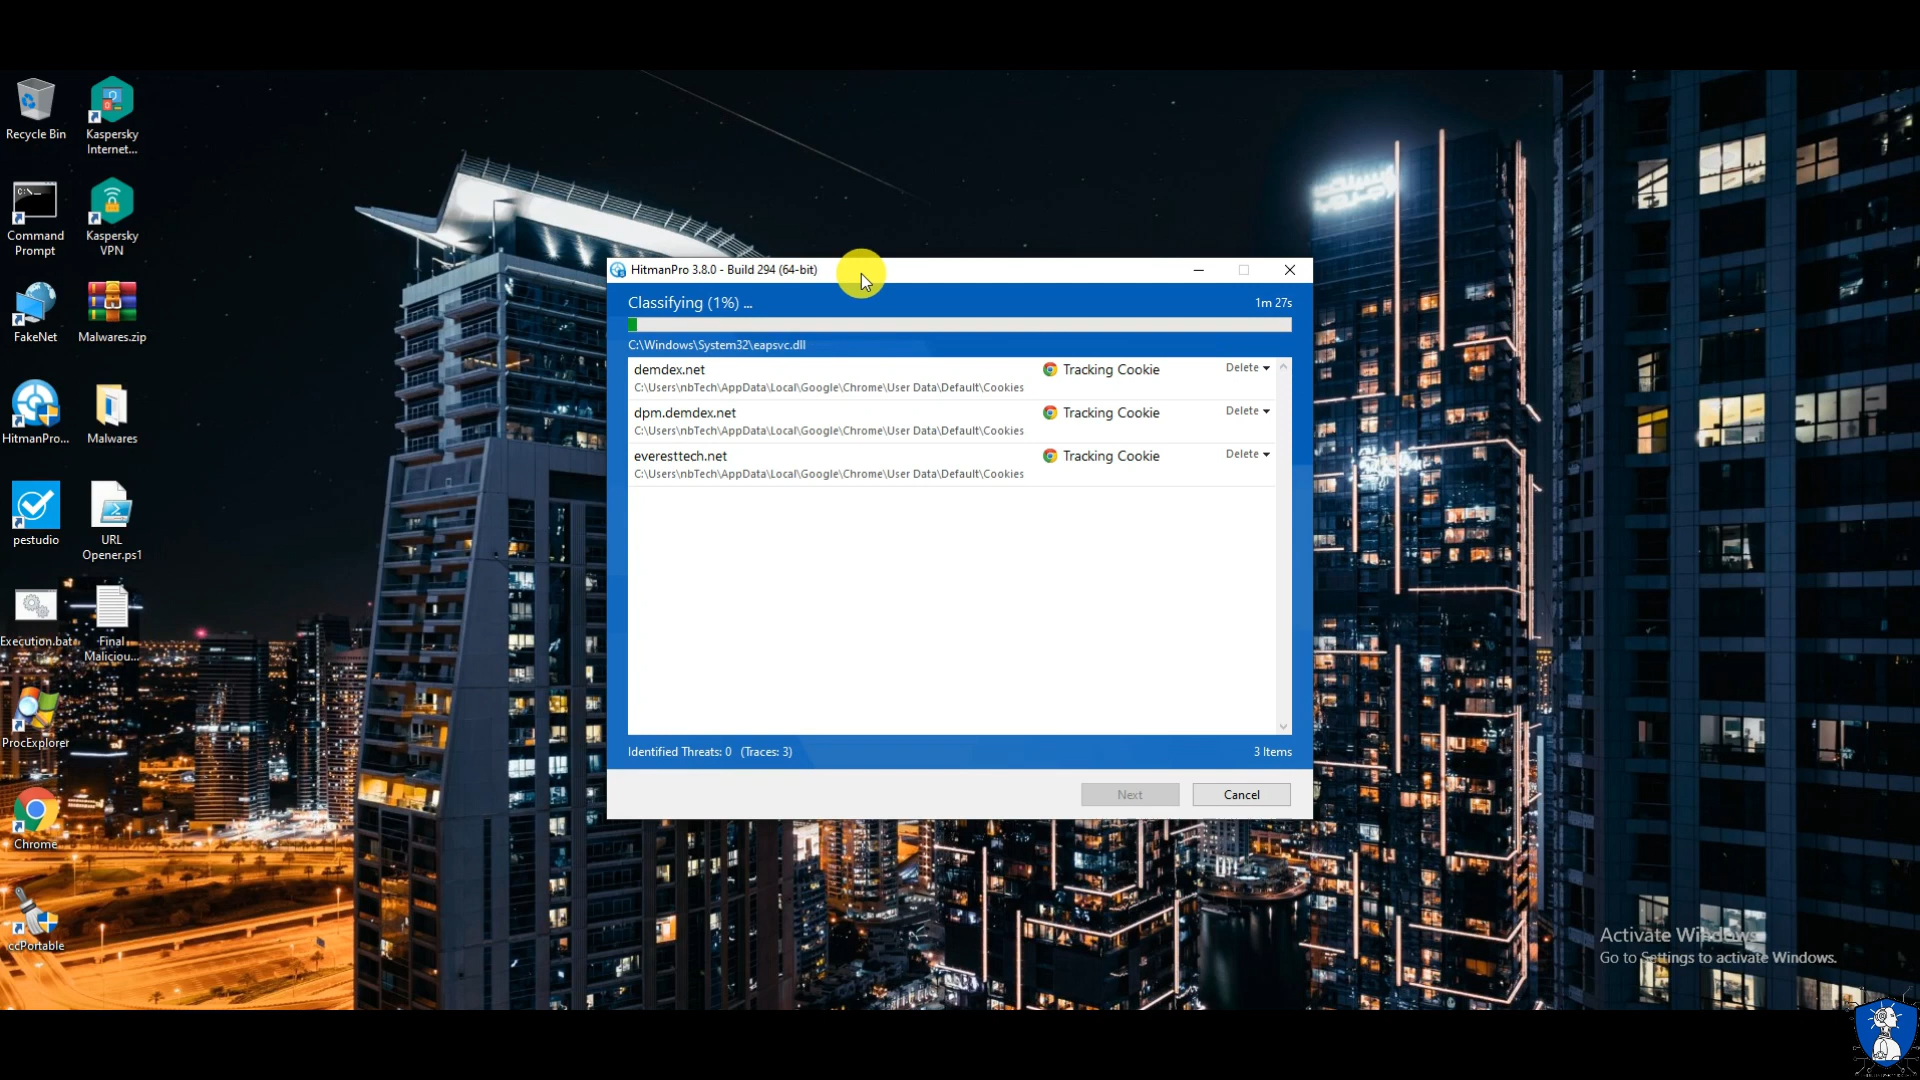 Recycle Bin
Kaspersky
Internet...
Command
Prompt
Kaspersky
VPN
FakeNet
Malwares.zip
HitmanPro...
Malwares
pestudio
URL
Opener.ps1
Execution.bat
Final
Maliciou...
ProcExplorer
Chrome
ccPortable
HitmanPro 3.8.0 - Build 294 (64-bit)
Classifying (1%) ...
1m 27s
C:\Windows\System32\eapsvc.dll
demdex.net
Tracking Cookie
Delete
C:\Users\nbTech\AppData\Local\Google\Chrome\User Data\Default\Cookies
dpm.demdex.net
Tracking Cookie
Delete
C:\Users\nbTech\AppData\Local\Google\Chrome\User Data\Default\Cookies
everesttech.net
Tracking Cookie
Delete
C:\Users\nbTech\AppData\Local\Google\Chrome\User Data\Default\Cookies
Identified Threats: 0 (Traces: 3)
3 Items
Next
Cancel
Activate Windows
Go to Settings to activate Windows.